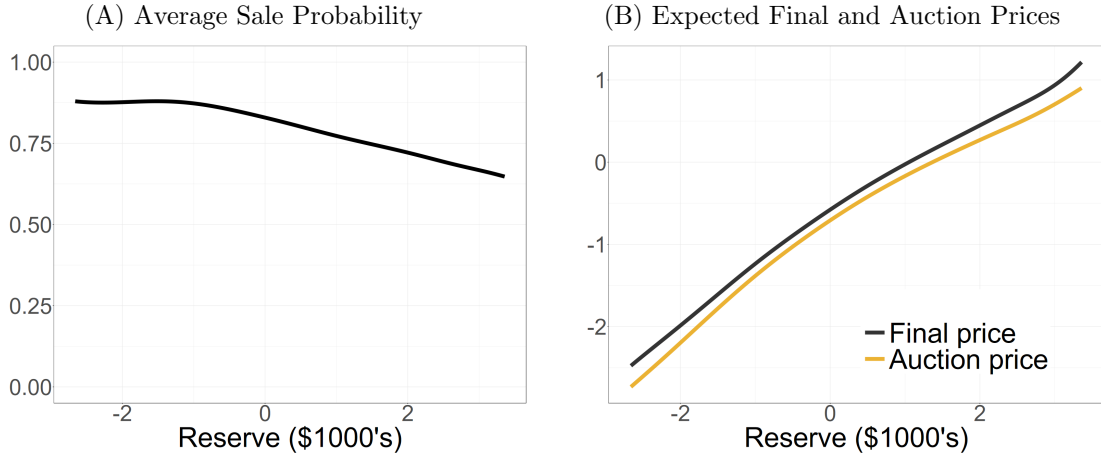 (A) Average Sale Probability
1.00
0.75
0.50
0.25
0.00
-2 0 2
Reserve ($1000's)
(B) Expected Final and Auction Prices
1
0
-1
-2
Final price
Auction price
-2 0 2
Reserve ($1000's)